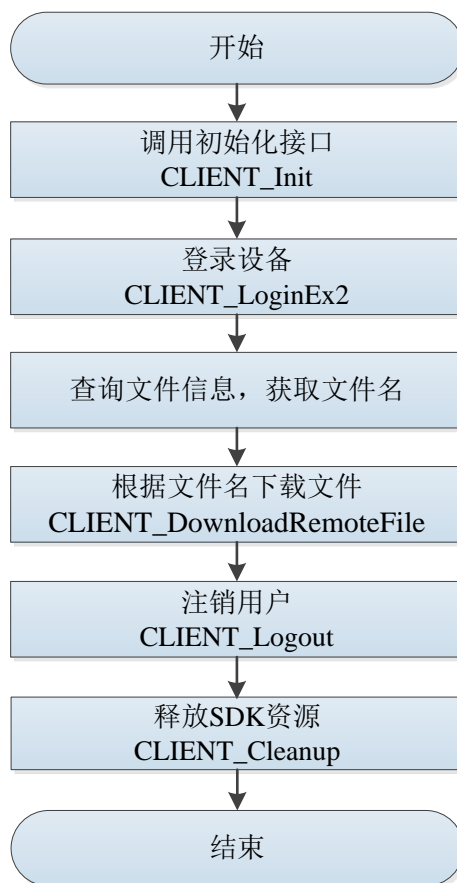 开始
调用初始化接口
CLIENT_Init
登录设备
CLIENT_LoginEx2
查询文件信息，获取文件名
根据文件名下载文件
CLIENT_DownloadRemoteFile
注销用户
CLIENT_Logout
释放SDK资源
CLIENT_Cleanup
结束